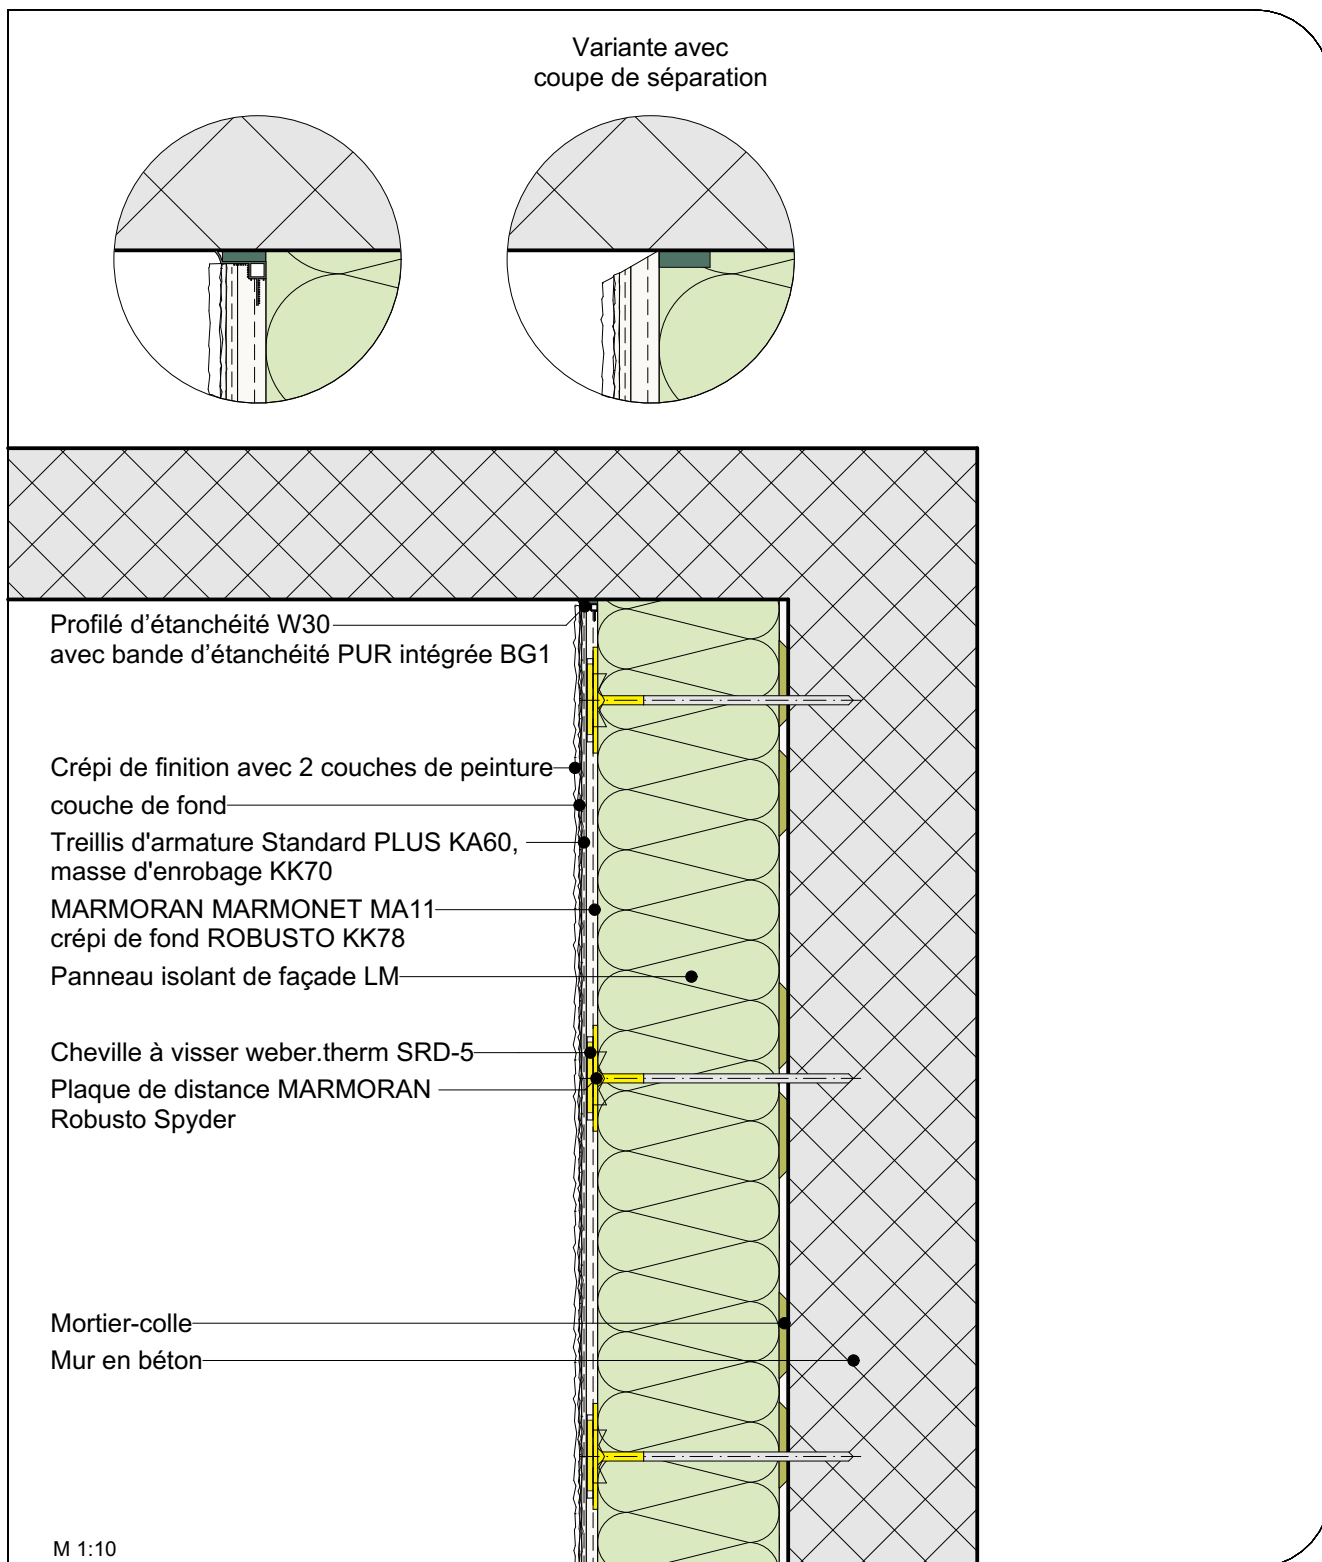 Variante avec
coupe de séparation
Profilé d’étanchéité W30
avec bande d’étanchéité PUR intégrée BG1
Crépi de finition avec 2 couches de peinture
couche de fond
Treillis d'armature Standard PLUS KA60,
masse d'enrobage KK70
MARMORAN MARMONET MA11
crépi de fond ROBUSTO KK78
Panneau isolant de façade LM
Cheville à visser weber.therm SRD-5
Plaque de distance MARMORAN
Robusto Spyder
Mortier-colle
Mur en béton
M 1:10